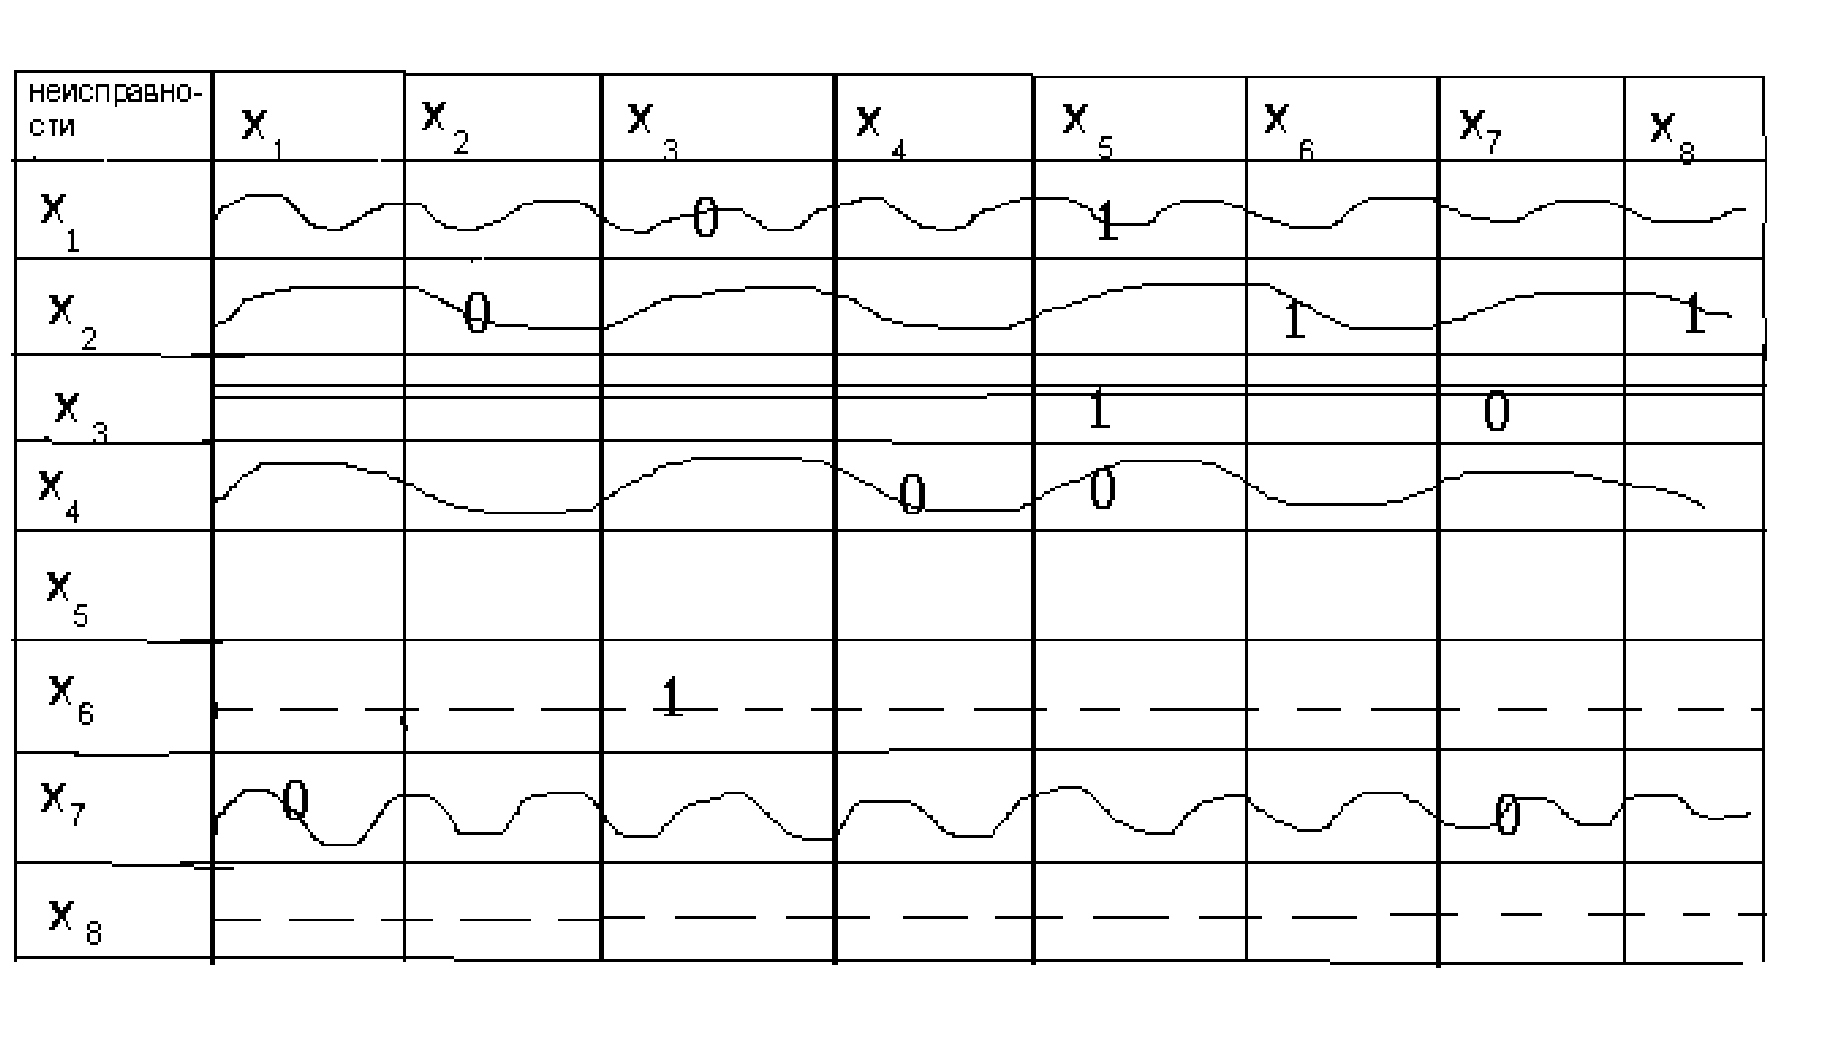 неисправно-
сти
X1 X2 X3 X4 X5 X6 X7 X8
X1 0 1
X2 0 1 1
X3 1 0
X4 0 0
X5
X6 1
X7 0 0
X8